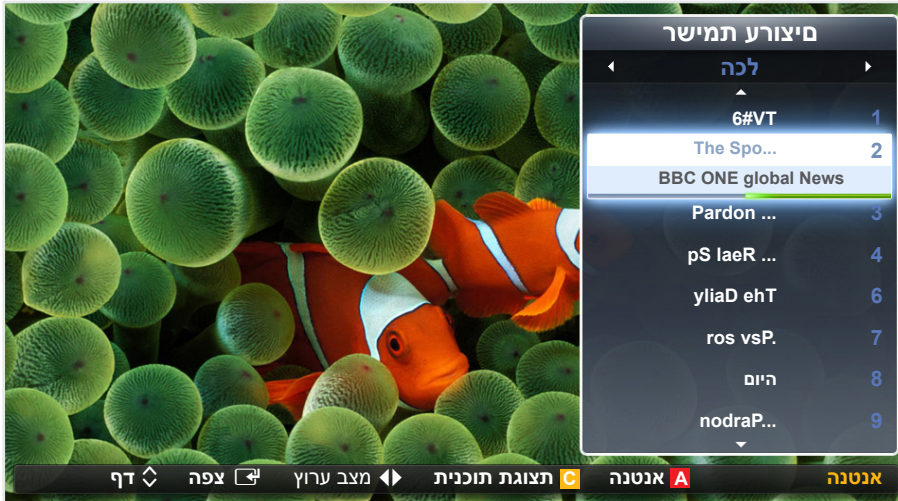 םיצורע תמישר
לכה
1 6#VT
2 The Spo...
BBC ONE global News
3 Pardon ...
4 pS laeR ...
6 yliaD ehT
7 ros vsP.
8 היום
9 nodraP...
אנטנה A אנטנה C תצוגת תוכנית מצב ערוץ צפה דף